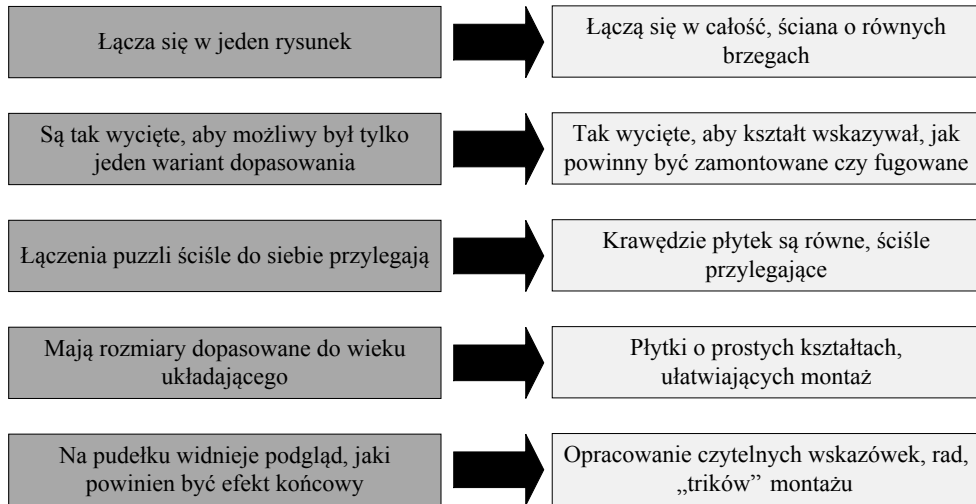 Łącza się w jeden rysunek
Łączą się w całość, ściana o równych
brzegach
Są tak wycięte, aby możliwy był tylko
jeden wariant dopasowania
Tak wycięte, aby kształt wskazywał, jak
powinny być zamontowane czy fugowane
Łączenia puzzli ściśle do siebie przylegają
Krawędzie płytek są równe, ściśle
przylegające
Mają rozmiary dopasowane do wieku
układającego
Płytki o prostych kształtach,
ułatwiających montaż
Na pudełku widnieje podgląd, jaki
powinien być efekt końcowy
Opracowanie czytelnych wskazówek, rad,
„trików” montażu